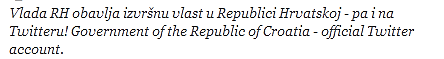 Vlada RH obavlja izvršnu vlast u Republici Hrvatskoj - pa i na
Twitteru! Government of the Republic of Croatia - official Twitter
account.